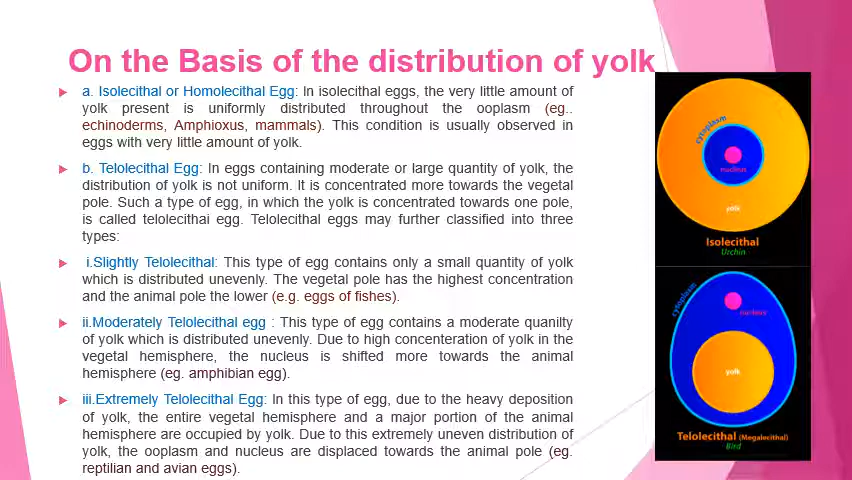 On the Basis of the distribution of yolk
a. Isolecithal or Homolecithal Egg: In isolecithal eggs, the very little amount of
yolk present is uniformly distributed throughout the ooplasm (eg..
echinoderms, Amphioxus, mammals). This condition is usually observed in
eggs with very little amount of yolk.
b. Telolecithal Egg: In eggs containing moderate or large quantity of yolk, the
distribution of yolk is not uniform. It is concentrated more towards the vegetal
pole. Such a type of egg, in which the yolk is concentrated towards one pole,
is called telolecithai egg. Telolecithal eggs may further classified into three
types:
i.Slightly Telolecithal: This type of egg contains only a small quantity of yolk
which is distributed unevenly. The vegetal pole has the highest concentration
and the animal pole the lower (e.g. eggs of fishes).
ii.Moderately Telolecithal egg : This type of egg contains a moderate quanilty
of yolk which is distributed unevenly. Due to high conctenteration of yolk in the
vegetal hemisphere, the nucleus is shifted more towards the animal
hemisphere (eg. amphibian egg).
iii.Extremely Telolecithal Egg: In this type of egg, due to the heavy deposition
of yolk, the entire vegetal hemisphere and a major portion of the animal
hemisphere are occupied by yolk. Due to this extremely uneven distribution of
yolk, the ooplasm and nucleus are displaced towards the animal pole (eg.
reptilian and avian eggs).
cytoplasm
nucleus
yolk
Isolecithal
Urchin
cytoplasm
nucleus
yolk
Telolecithal (Megalecithal)
Bird